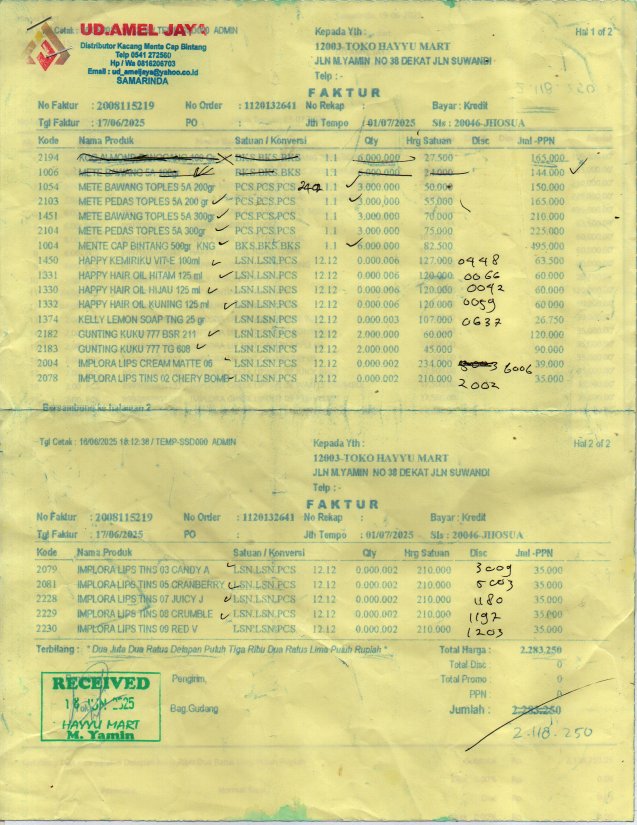 UD.AMEL JAYA
Distributor Kacang Mente Cap Bintang
Telp 0541 272560
Hp / Wa 0816206703
Email : ud_ameljaya@yahoo.co.id
SAMARINDA
ADMIN
Kepada Yth :
Hal 1 of 2
12003-TOKO HAYYU MART
JLN M.YAMIN NO 38 DEKAT JLN SUWANDI
Telp :-
2.118.250
FAKTUR
No Faktur : 2008115219 No Order : 1120132641 No Rekap : Bayar : Kredit
Tgl Faktur : 17/06/2025 PO : Jth Tempo : 01/07/2025 Sls : 20046-JHOSUA
Kode Nama Produk Satuan / Konversi Qty Hrg Satuan Disc Jml -PPN
2194 BKS.BKS.BKS 1.1 6.000.000 27.500 165.000
1006 METE BAWANG 5A 100gr BKS.BKS.BKS 1.1 24.000 144.000
1054 METE BAWANG TOPLES 5A 200gr PCS.PCS.PCS 1.1 3.000.000 50.000 150.000
2103 METE PEDAS TOPLES 5A 200 gr PCS.PCS.PCS 1.1 3.000.000 55.000 165.000
1451 METE BAWANG TOPLES 5A 300gr PCS.PCS.PCS 1.1 3.000.000 70.000 210.000
2104 METE PEDAS TOPLES 5A 300gr PCS.PCS.PCS 1.1 3.000.000 75.000 225.000
1004 MENTE CAP BINTANG 500gr KNG BKS.BKS.BKS 1.1 6.000.000 82.500 495.000
1450 HAPPY KEMIRIKU VIT-E 100ml LSN.LSN.PCS 12.12 0.000.006 127.000 0448 63.500
1331 HAPPY HAIR OIL HITAM 125 ml LSN.LSN.PCS 12.12 0.000.006 120.000 0066 60.000
1330 HAPPY HAIR OIL HIJAU 125 ml LSN.LSN.PCS 12.12 0.000.006 120.000 0042 60.000
1332 HAPPY HAIR OIL KUNING 125 ml LSN.LSN.PCS 12.12 0.000.006 120.000 0059 60.000
1374 KELLY LEMON SOAP TNG 25 gr LSN.LSN.PCS 12.12 0.000.003 107.000 0637 26.750
2182 GUNTING KUKU 777 BSR 211 LSN.LSN.PCS 12.12 2.000.000 60.000 120.000
2183 GUNTING KUKU 777 TG 608 LSN.LSN.PCS 12.12 2.000.000 45.000 90.000
2004 IMPLORA LIPS CREAM MATTE 06 LSN.LSN.PCS 12.12 0.000.002 234.000 6006 39.000
2078 IMPLORA LIPS TINS 02 CHERY BOMB LSN.LSN.PCS 12.12 0.000.002 210.000 2002 35.000
Bersambung ke halaman 2
Tgl Cetak : 16/06/2025 18:12:36 / TEMP-SSD000 ADMIN
Kepada Yth :
Hal 2 of 2
12003-TOKO HAYYU MART
JLN M.YAMIN NO 38 DEKAT JLN SUWANDI
Telp :-
FAKTUR
No Faktur : 2008115219 No Order : 1120132641 No Rekap : Bayar : Kredit
Tgl Faktur : 17/06/2025 PO : Jth Tempo : 01/07/2025 Sls : 20046-JHOSUA
Kode Nama Produk Satuan / Konversi Qty Hrg Satuan Disc Jml -PPN
2079 IMPLORA LIPS TINS 03 CANDY A LSN.LSN.PCS 12.12 0.000.002 210.000 3009 35.000
2081 IMPLORA LIPS TINS 05 CRANBERRY LSN.LSN.PCS 12.12 0.000.002 210.000 5003 35.000
2228 IMPLORA LIPS TINS 07 JUICY J LSN.LSN.PCS 12.12 0.000.002 210.000 1180 35.000
2229 IMPLORA LIPS TINS 08 CRUMBLE LSN.LSN.PCS 12.12 0.000.002 210.000 1197 35.000
2230 IMPLORA LIPS TINS 09 RED V LSN.LSN.PCS 12.12 0.000.002 210.000 1203 35.000
Terbilang : * Dua Juta Dua Ratus Delapan Puluh Tiga Ribu Dua Ratus Lima Puluh Rupiah *
Total Harga : 2.283.250
Total Disc : 0
Total Promo : 0
PPN : 0
Jumlah : 2.283.250
2.118.250
Pengirim,
Bag.Gudang
RECEIVED
18 JUN 2025
HAYYU MART
M. Yamin